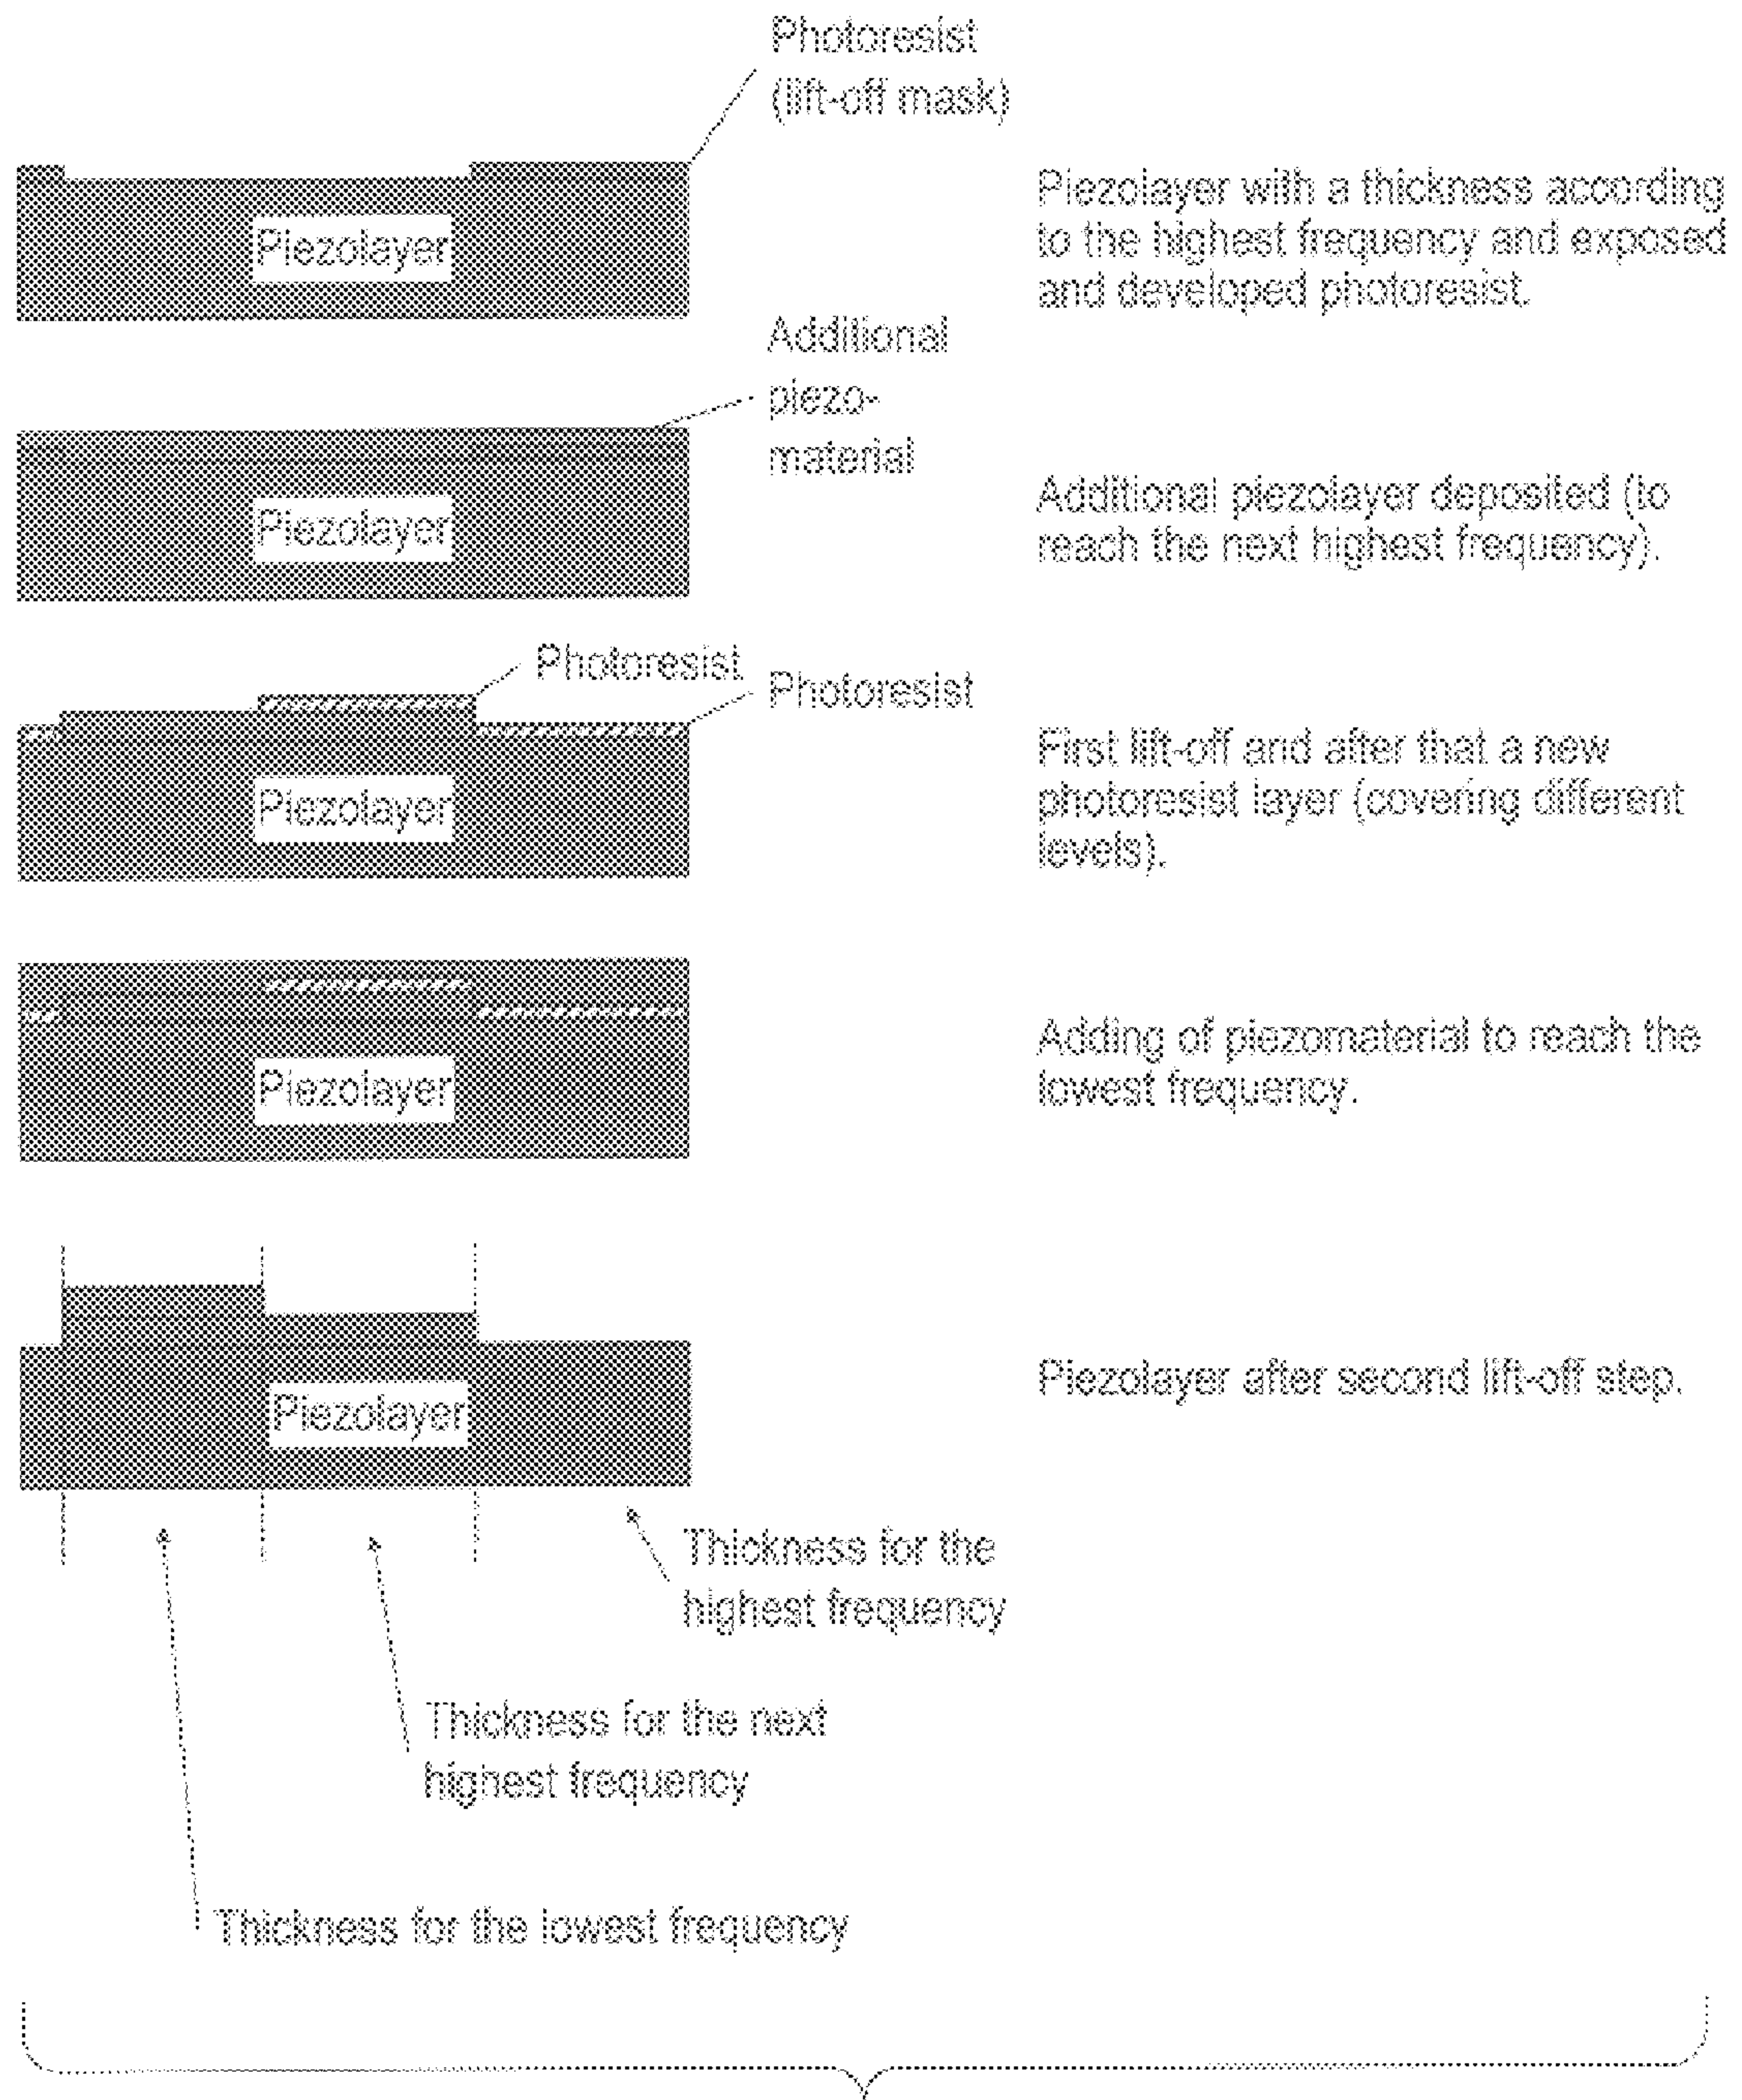 Photoresist
(lift-off mask)
Piezolayer
Piezolayer with a thickness according
to the highest frequency and exposed
and developed photoresist.
Additional
piezo-
material
Piezolayer
Additional piezolayer deposited (to
reach the next highest frequency).
Photoresist
Photoresist
Piezolayer
First lift-off and after that a new
photoresist layer (covering different
levels).
Piezolayer
Adding of piezomaterial to reach the
lowest frequency.
Piezolayer
Piezolayer after second lift-off step.
Thickness for the
highest frequency
Thickness for the next
highest frequency
Thickness for the lowest frequency